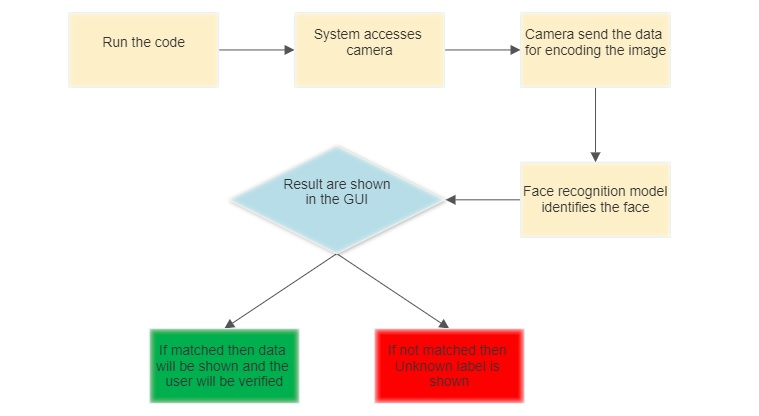 Run the code
System accesses
camera
Camera send the data
for encoding the image
Face recognition model
identifies the face
Result are shown
in the GUI
If matched then data
will be shown and the
user will be verified
If not matched then
Unknown label is
shown